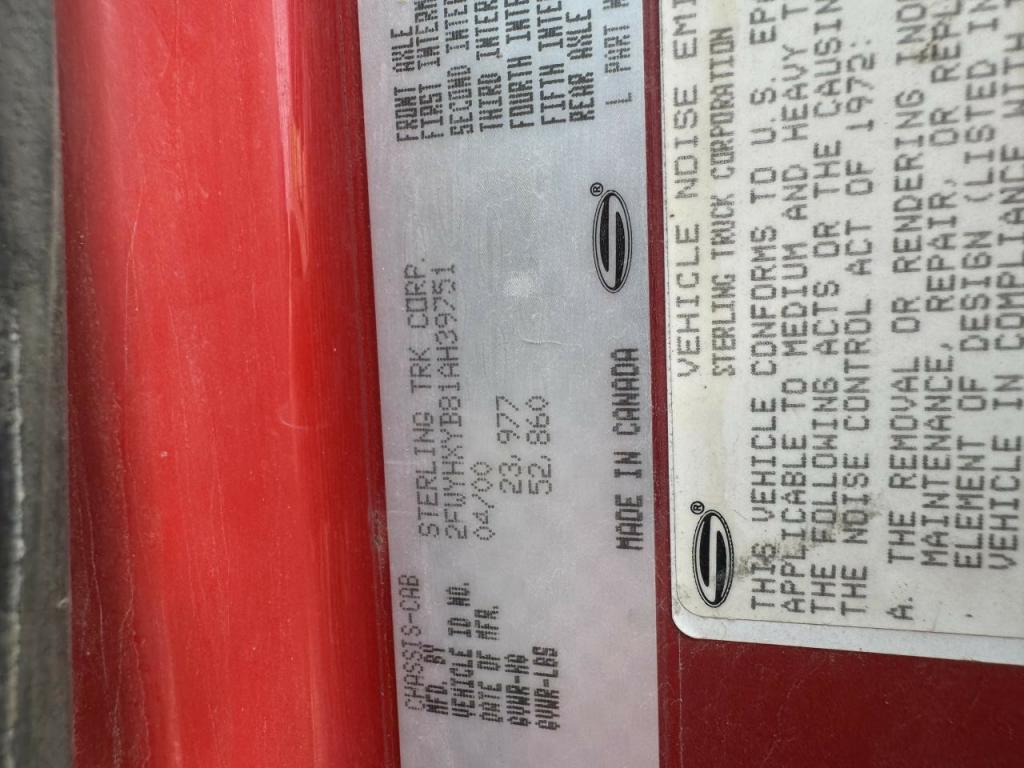 CHASSIS-CAB
MFD. BY STERLING TRK CORP.
VEHICLE ID NO. 2FWYHXYB81AH39751
DATE OF MFR. 04/00
GVWR-KG 23,977
GVWR-LBS 52,860
MADE IN CANADA
®
FRONT AXLE
FIRST INTERM
SECOND INTER
THIRD INTER
FOURTH INTE
FIFTH INTE
REAR AXLE
L PART N
VEHICLE NOISE EMI
STERLING TRUCK CORPORATION
®
THIS VEHICLE CONFORMS TO U.S. EP
APPLICABLE TO MEDIUM AND HEAVY T
THE FOLLOWING ACTS OR THE CAUSIN
THE NOISE CONTROL ACT OF 1972:
A. THE REMOVAL OR RENDERING INO
MAINTENANCE, REPAIR, OR REPL
ELEMENT OF DESIGN (LISTED IN
VEHICLE IN COMPLIANCE WITH